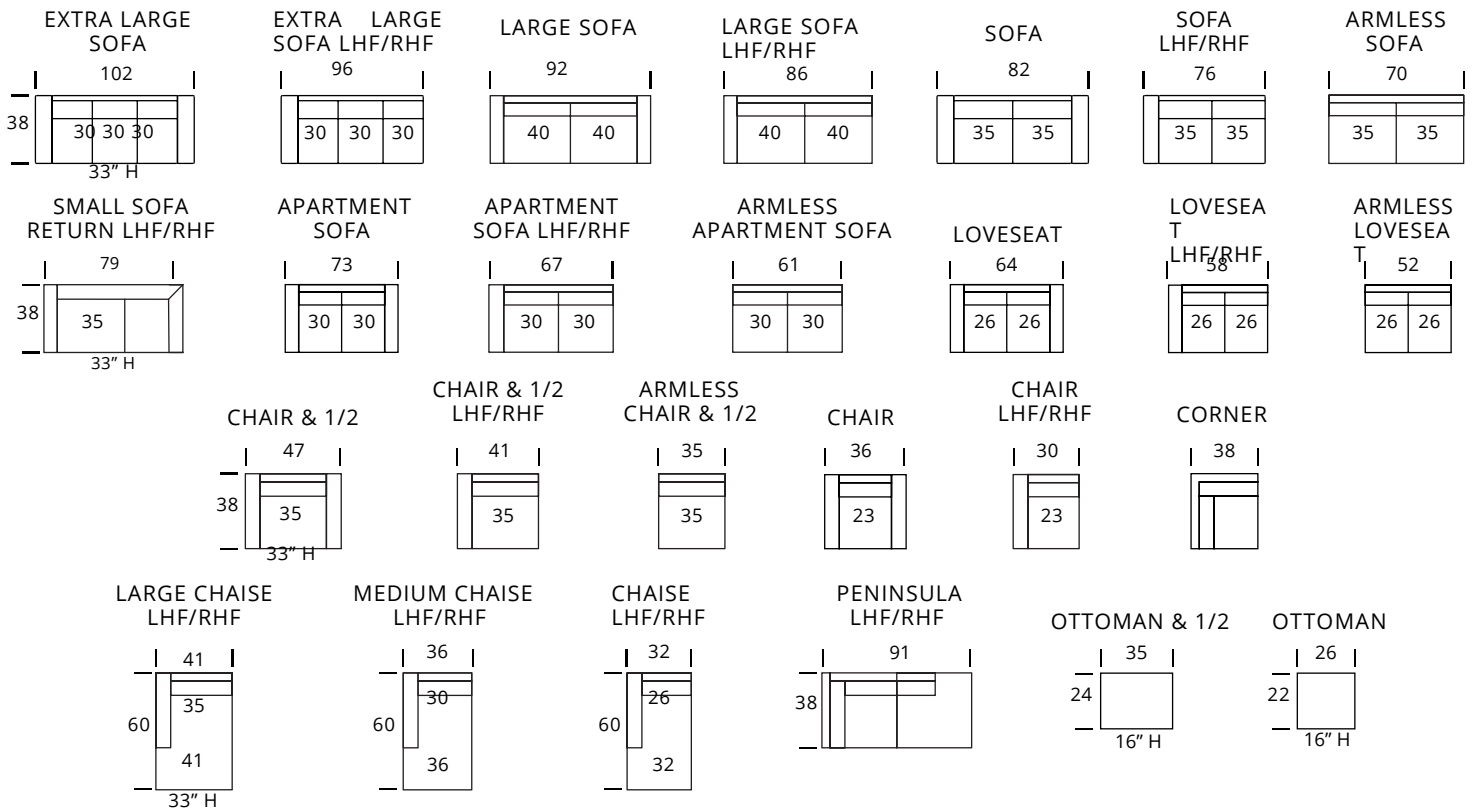 EXTRA LARGE
SOFA
102
38
30 30 30
33” H
EXTRA LARGE
SOFA LHF/RHF
96
30 30 30
LARGE SOFA
92
40 40
LARGE SOFA
LHF/RHF
86
40 40
SOFA
82
35 35
SOFA
LHF/RHF
76
35 35
ARMLESS
SOFA
70
35 35
SMALL SOFA
RETURN LHF/RHF
79
38
35
33” H
APARTMENT
SOFA
73
30 30
APARTMENT
SOFA LHF/RHF
67
30 30
ARMLESS
APARTMENT SOFA
61
30 30
LOVESEAT
64
26 26
LOVESEA
T
LHF/RHF
58
26 26
ARMLESS
LOVESEA
T
52
26 26
CHAIR & 1/2
47
38
35
33” H
CHAIR & 1/2
LHF/RHF
41
35
ARMLESS
CHAIR & 1/2
35
35
CHAIR
36
23
CHAIR
LHF/RHF
30
23
CORNER
38
LARGE CHAISE
LHF/RHF
41
35
60
41
33” H
MEDIUM CHAISE
LHF/RHF
36
30
60
36
CHAISE
LHF/RHF
32
26
60
32
PENINSULA
LHF/RHF
91
38
OTTOMAN & 1/2
35
24
16” H
OTTOMAN
26
22
16” H